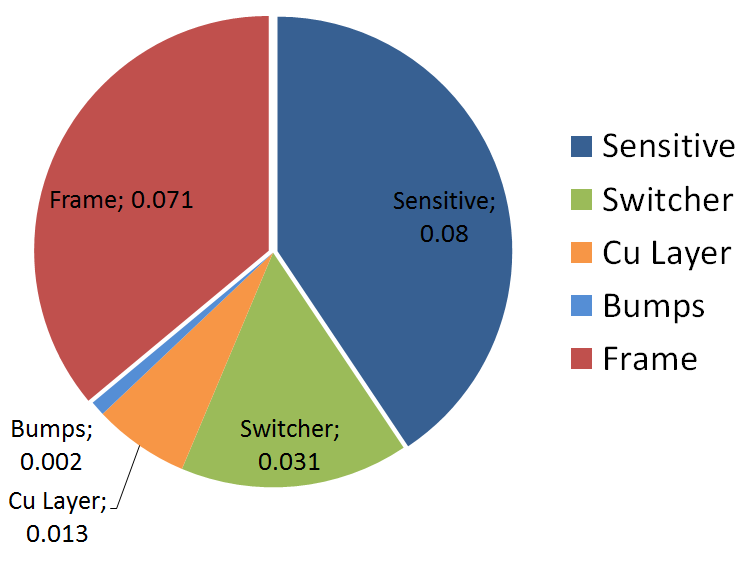 Frame; 0.071
Sensitive;
0.08
Switcher;
0.031
Bumps;
0.002
Cu Layer;
0.013
Sensitive
Switcher
Cu Layer
Bumps
Frame